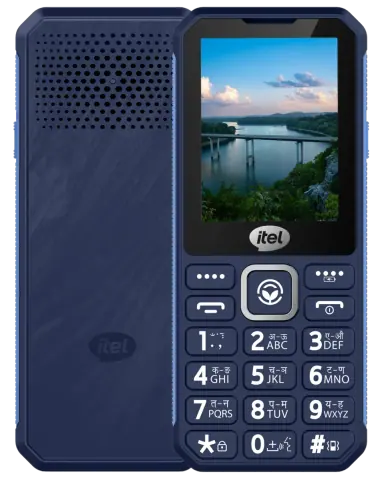 itel
itel
1
2 अ-ऊ ABC
3 ए-औ DEF
4 क-ङ GHI
5 च-ञ JKL
6 ट-ण MNO
7 त-न PQRS
8 प-म TUV
9 य-ह WXYZ
*
0
#